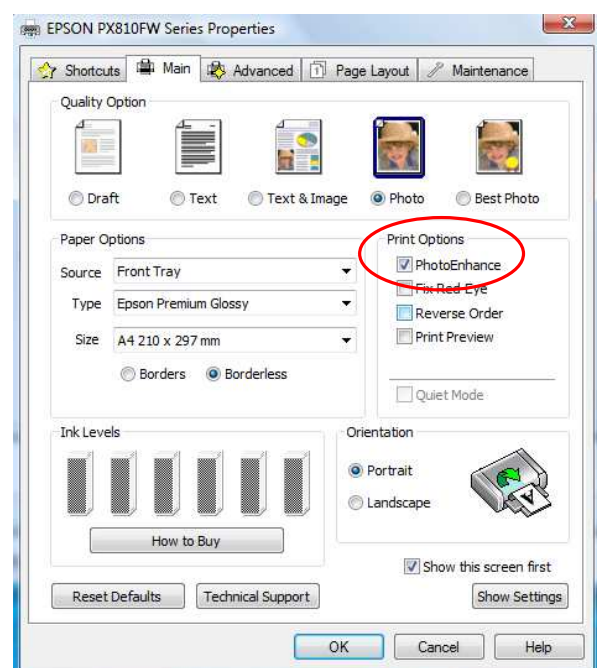 EPSON PX810FW Series Properties
Shortcuts Main Advanced Page Layout Maintenance
Quality Option
Draft Text Text & Image Photo Best Photo
Paper Options
Source Front Tray
Type Epson Premium Glossy
Size A4 210 x 297 mm
Borders Borderless
Print Options
PhotoEnhance
Fix Red Eye
Reverse Order
Print Preview
Quiet Mode
Ink Levels
How to Buy
Orientation
Portrait
Landscape
A
Show this screen first
Reset Defaults Technical Support Show Settings
OK Cancel Help